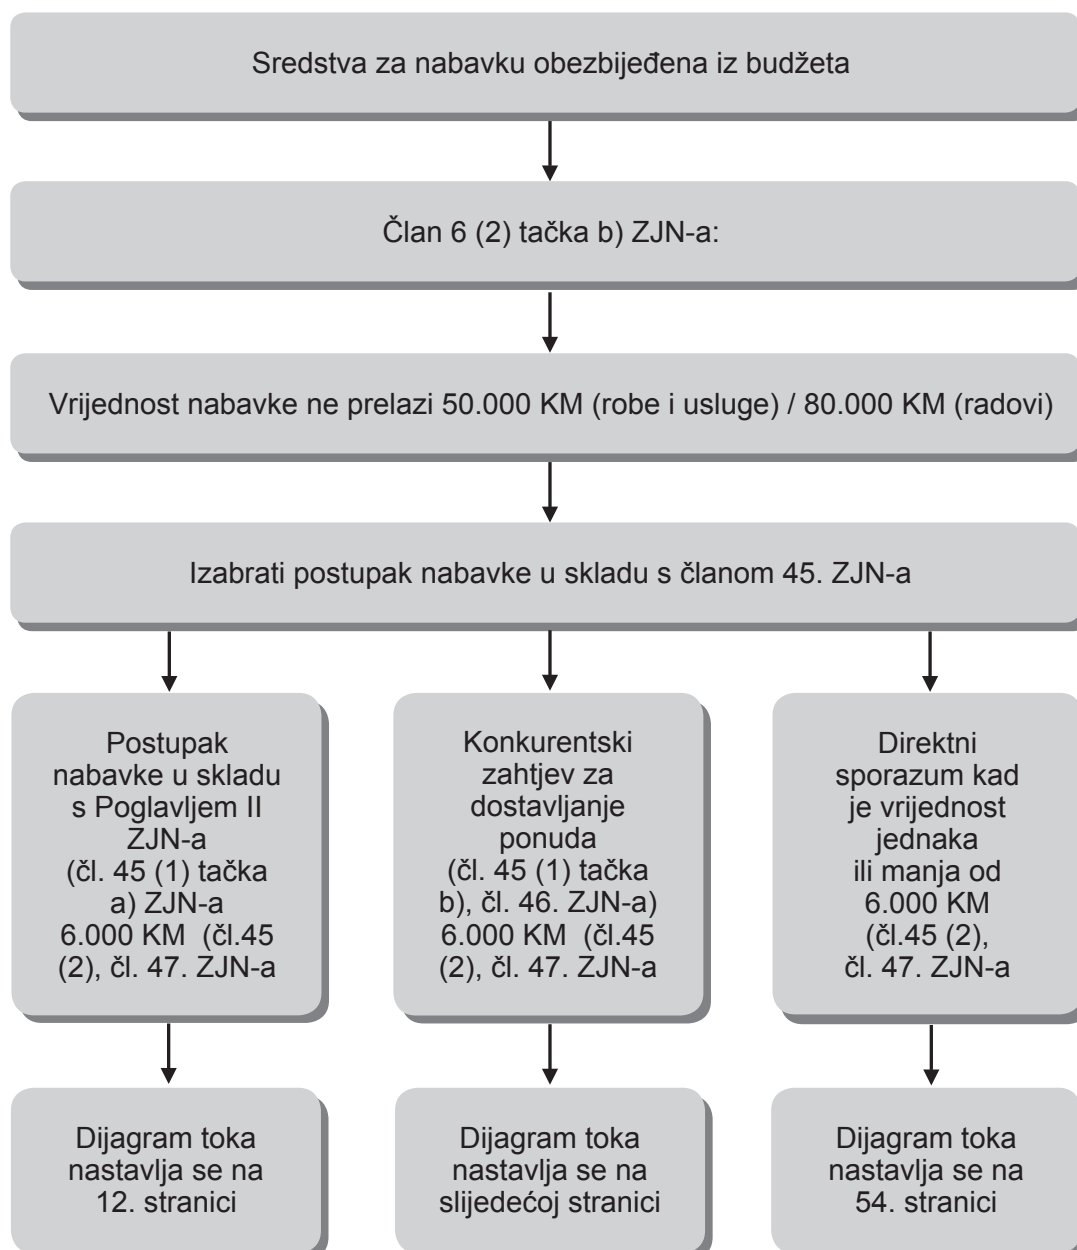 Sredstva za nabavku obezbijeđena iz budžeta
Član 6 (2) tačka b) ZJN-a:
Vrijednost nabavke ne prelazi 50.000 KM (robe i usluge) / 80.000 KM (radovi)
Izabrati postupak nabavke u skladu s članom 45. ZJN-a
Postupak
nabavke u skladu
s Poglavljem II
ZJN-a
(čl. 45 (1) tačka
a) ZJN-a
6.000 KM (čl.45
(2), čl. 47. ZJN-a
Konkurentski
zahtjev za
dostavljanje
ponuda
(čl. 45 (1) tačka
b), čl. 46. ZJN-a)
6.000 KM (čl.45
(2), čl. 47. ZJN-a
Direktni
sporazum kad
je vrijednost
jednaka
ili manja od
6.000 KM
(čl.45 (2),
čl. 47. ZJN-a
Dijagram toka
nastavlja se na
12. stranici
Dijagram toka
nastavlja se na
slijedećoj stranici
Dijagram toka
nastavlja se na
54. stranici